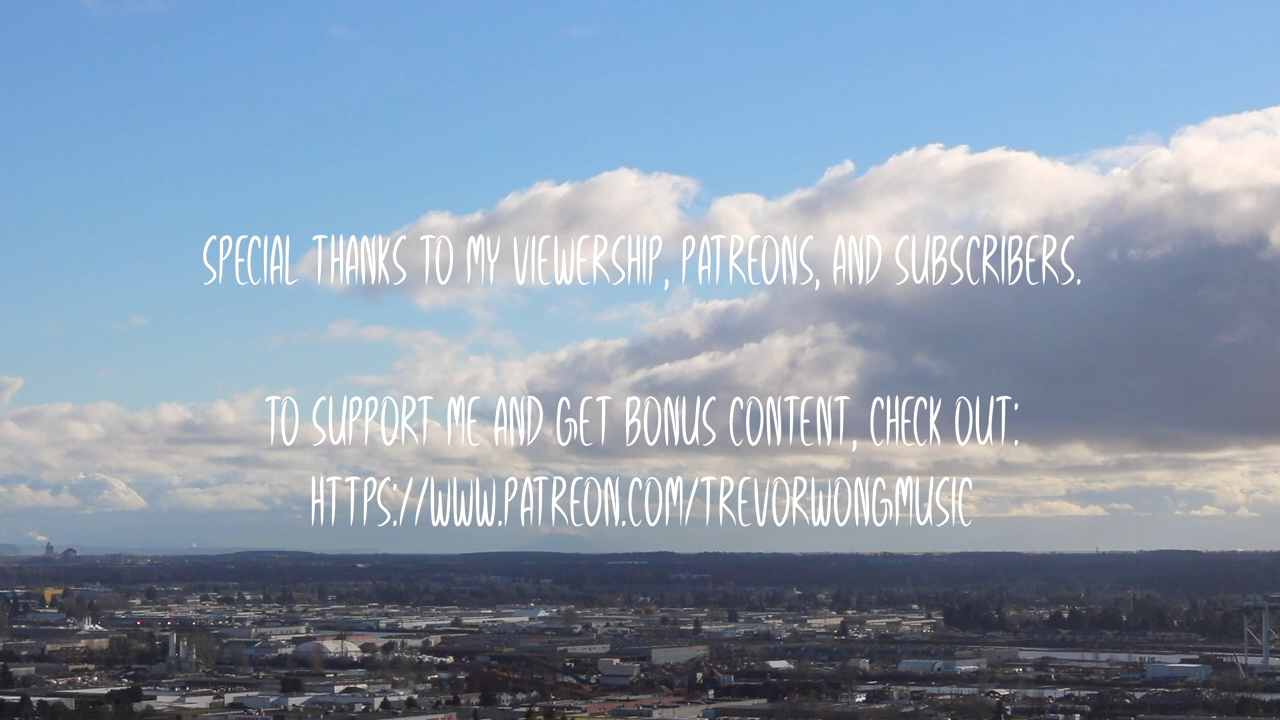 SPECIAL THANKS TO MY VIEWERSHIP, PATREONS, AND SUBSCRIBERS.
TO SUPPORT ME AND GET BONUS CONTENT, CHECK OUT:
HTTPS://WWW.PATREON.COM/TREVORWONGMUSIC